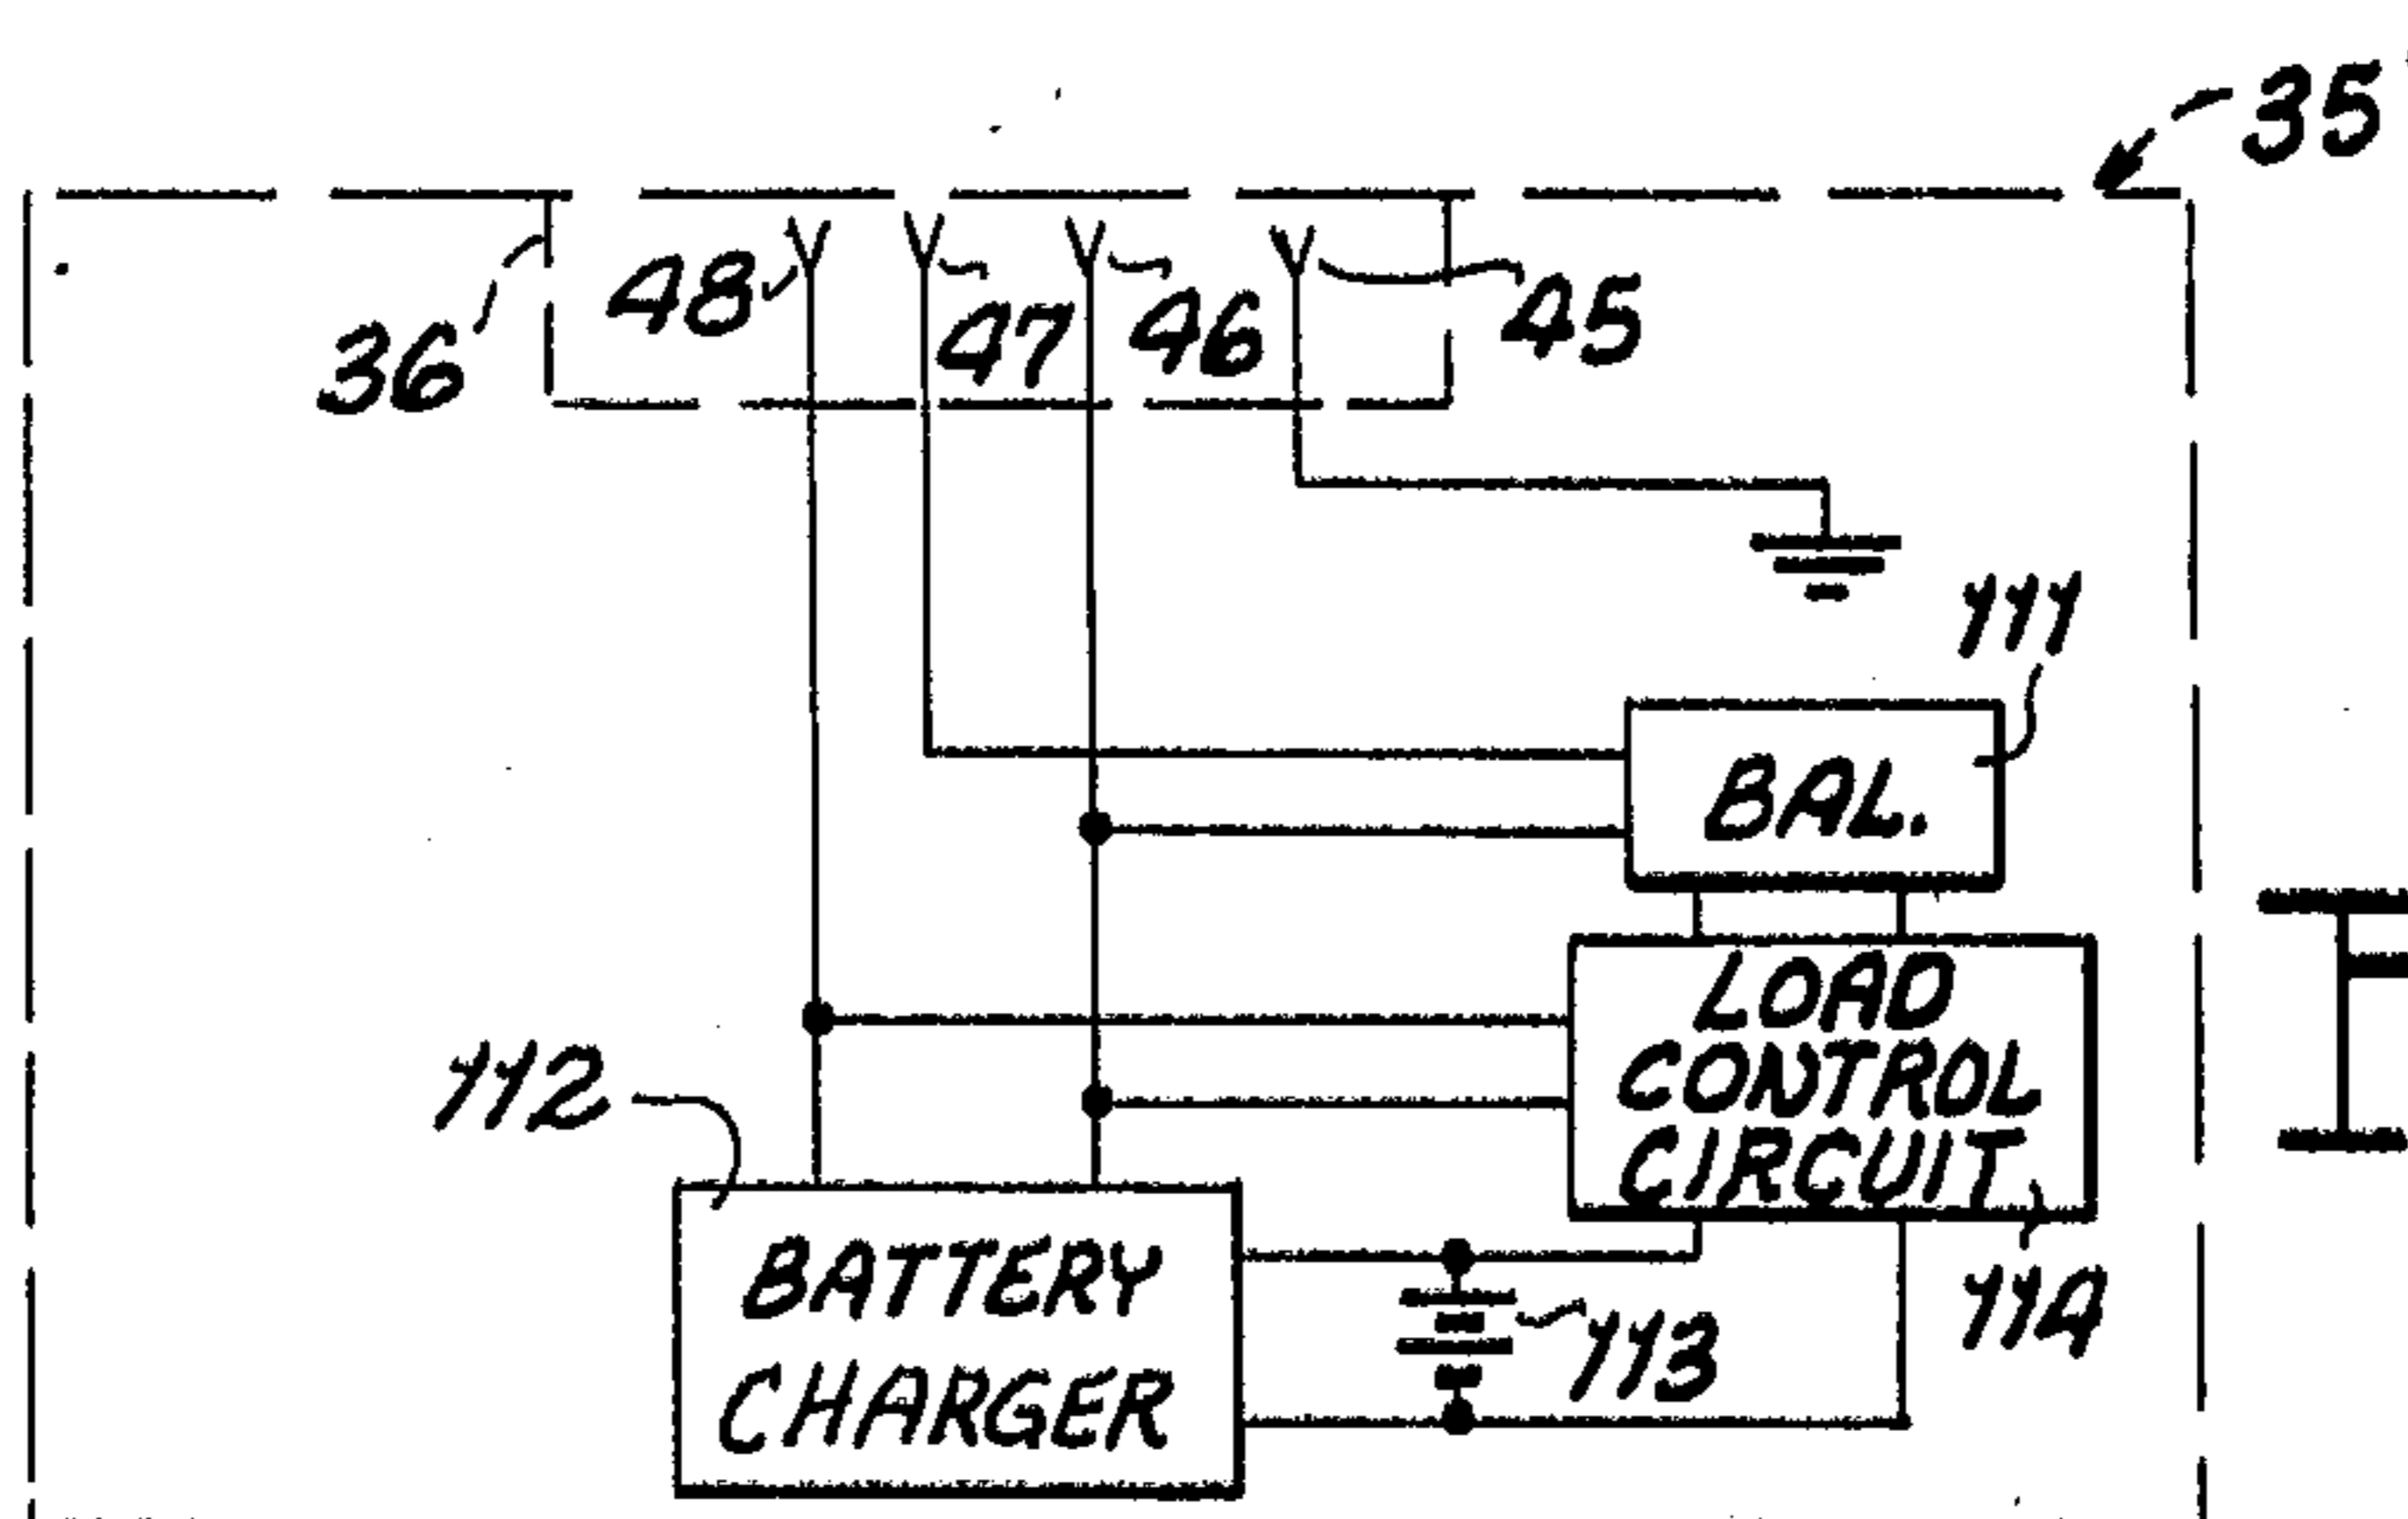 35
36
48
47
46
45
111
BAL.
LOAD
CONTROL
CIRCUIT
112
BATTERY
CHARGER
113
114